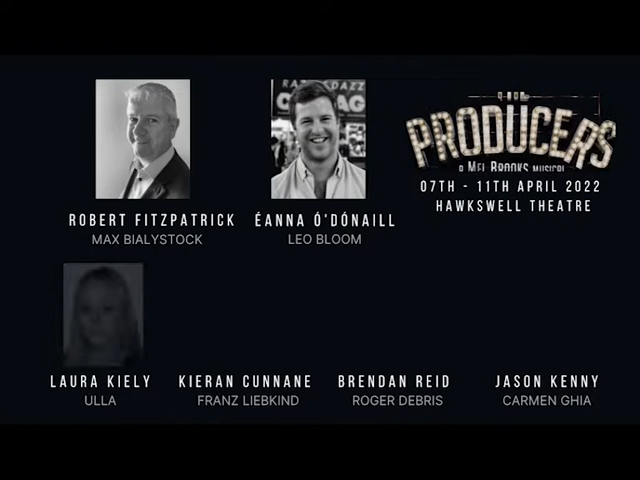 THE
PRODUCERS
A MEL BROOKS MUSICAL
07TH - 11TH APRIL 2022
HAWKSWELL THEATRE
ROBERT FITZPATRICK
MAX BIALYSTOCK
ÉANNA Ó'DÓNAILL
LEO BLOOM
LAURA KIELY
ULLA
KIERAN CUNNANE
FRANZ LIEBKIND
BRENDAN REID
ROGER DEBRIS
JASON KENNY
CARMEN GHIA